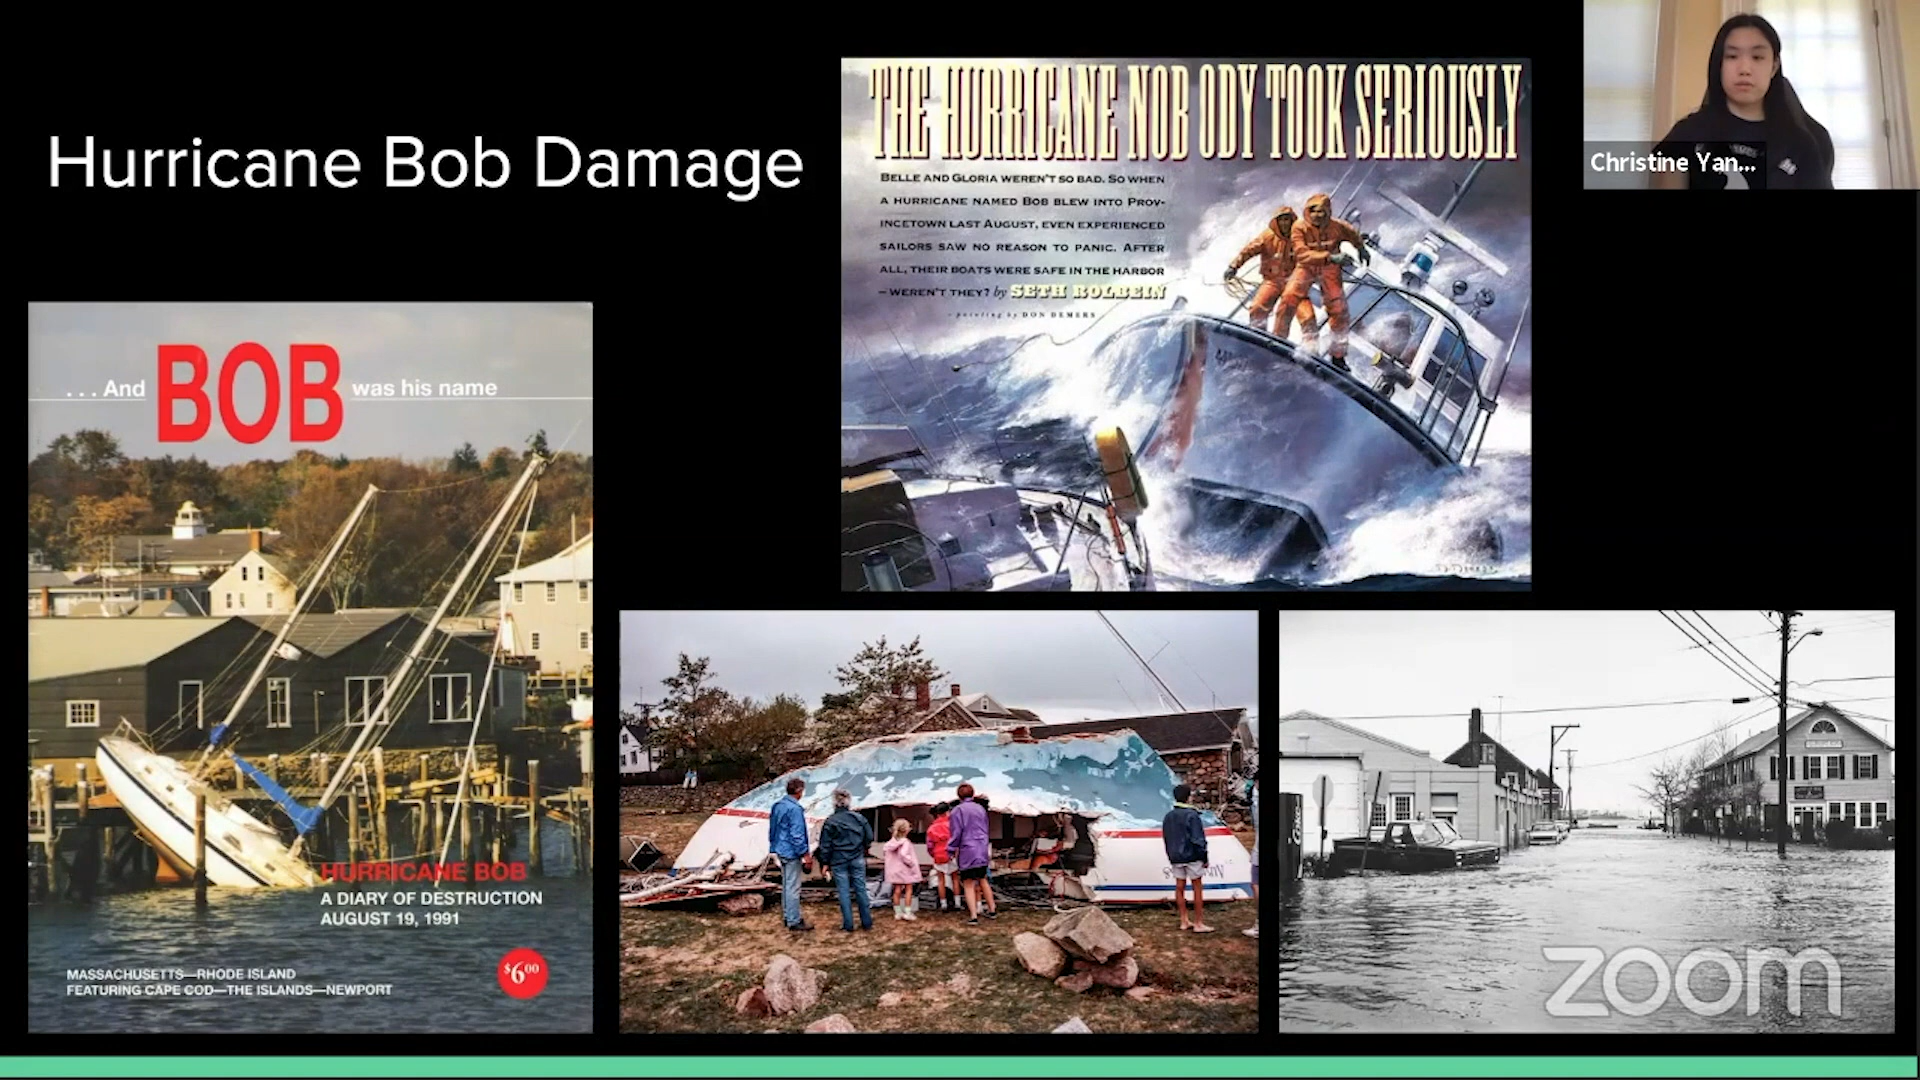 Hurricane Bob Damage
THE HURRICANE NOB ODY TOOK SERIOUSLY
BELLE AND GLORIA WEREN'T SO BAD. SO WHEN
A HURRICANE NAMED BOB BLEW INTO PROV-
INCETOWN LAST AUGUST, EVEN EXPERIENCED
SAILORS SAW NO REASON TO PANIC. AFTER
ALL, THEIR BOATS WERE SAFE IN THE HARBOR
—WEREN'T THEY? by SETH ROLBEIN
- painting by DON DEMERS
Christine Yan...
. . . And BOB was his name
HURRICANE BOB
A DIARY OF DESTRUCTION
AUGUST 19, 1991
$6.00
MASSACHUSETTS—RHODE ISLAND
FEATURING CAPE COD—THE ISLANDS—NEWPORT
zoom